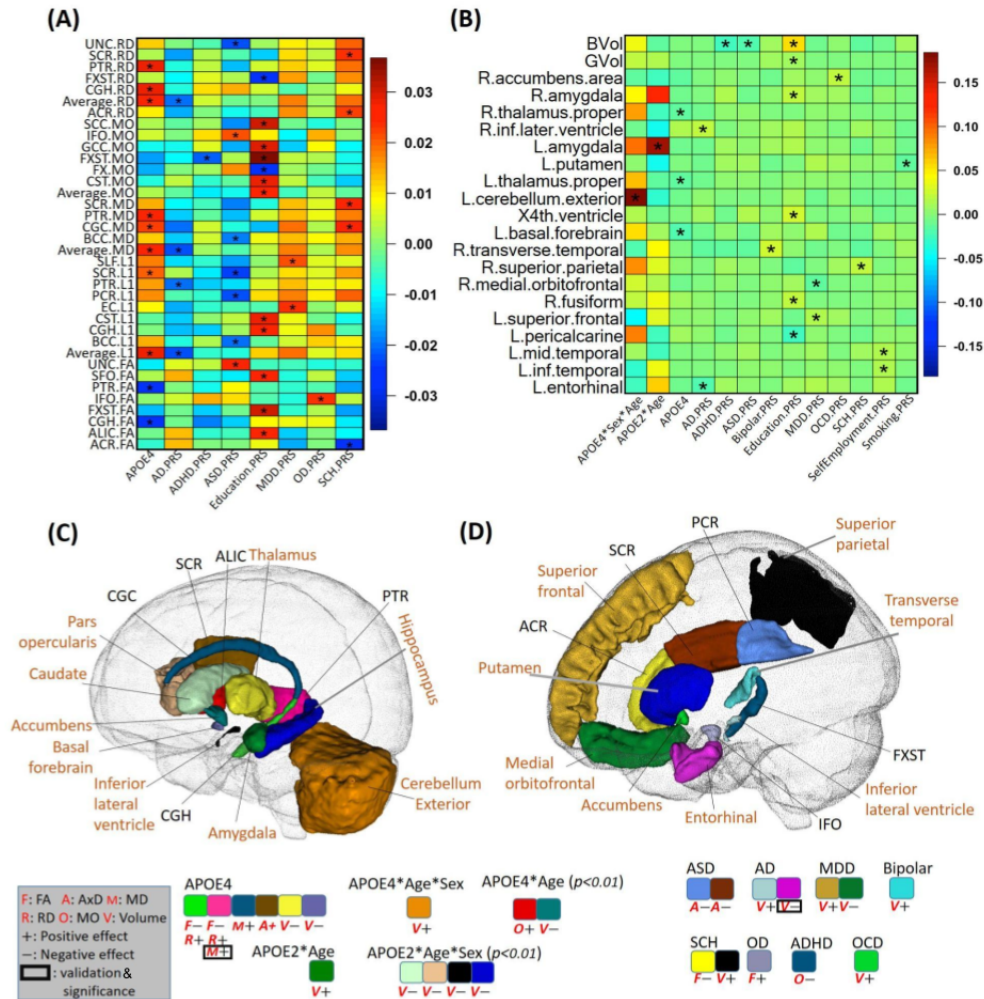 (A)
UNC.RD
SCR.RD
PTR.RD
FXST.RD
CGH.RD
Average.RD
ACR.RD
SCC.MO
IFO.MO
GCC.MO
FXST.MO
FX.MO
CST.MO
Average.MO
SCR.MD
PTR.MD
CGC.MD
BCC.MD
Average.MD
SLF.L1
SCR.L1
PTR.L1
PCR.L1
EC.L1
CST.L1
CGH.L1
BCC.L1
Average.L1
UNC.FA
SFO.FA
PTR.FA
IFO.FA
FXST.FA
CGH.FA
ALIC.FA
ACR.FA
APOE4
AD.PRS
ADHD.PRS
ASD.PRS
Education.PRS
MDD.PRS
OD.PRS
SCH.PRS
0.03
0.02
0.01
0.00
-0.01
-0.02
-0.03
(B)
BVol
GVol
R.accumbens.area
R.amygdala
R.thalamus.proper
R.inf.later.ventricle
L.amygdala
L.putamen
L.thalamus.proper
L.cerebellum.exterior
X4th.ventricle
L.basal.forebrain
R.transverse.temporal
R.superior.parietal
R.medial.orbitofrontal
R.fusiform
L.superior.frontal
L.pericalcarine
L.mid.temporal
L.inf.temporal
L.entorhinal
APOE4*Sex*Age
APOE2*Age
APOE4
AD.PRS
ADHD.PRS
ASD.PRS
Bipolar.PRS
Education.PRS
MDD.PRS
OCD.PRS
SCH.PRS
SelfEmployment.PRS
Smoking.PRS
0.15
0.10
0.05
0.00
-0.05
-0.10
-0.15
(C)
SCR
ALIC
Thalamus
CGC
PTR
Hippocampus
Pars
opercularis
Caudate
Accumbens
Basal
forebrain
Inferior
lateral
ventricle
CGH
Amygdala
Cerebellum
Exterior
(D)
PCR
Superior
parietal
SCR
Superior
frontal
Transverse
temporal
ACR
Putamen
Medial
orbitofrontal
Accumbens
Entorhinal
FXST
Inferior
lateral ventricle
IFO
F: FA A: AxD M: MD
R: RD O: MO V: Volume
+: Positive effect
−: Negative effect
: validation&
significance
APOE4
F− F− M+ A+ V− V−
R+ R+
M+
APOE2*Age
V+
APOE4*Age*Sex
V+
APOE4*Age (p<0.01)
O+ V−
APOE2*Age*Sex (p<0.01)
V− V− V− V−
ASD
A− A−
AD
V+ V−
MDD
V+ V−
Bipolar
V+
SCH
F− V+
OD
F+
ADHD
O−
OCD
V+